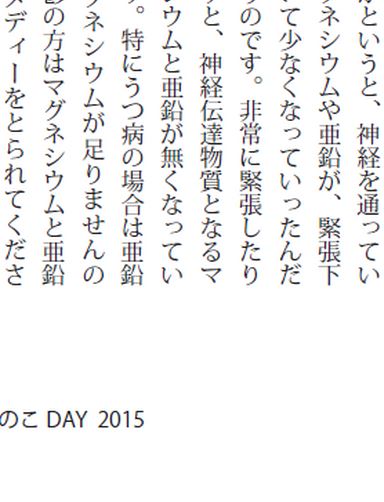 かというと、神経を通ってい
ネシウムや亜鉛が、緊張下
いて少なくなっていったんだ
のです。非常に緊張したり
すと、神経伝達物質となるマ
シウムと亜鉛が無くなってい
。特にうつ病の場合は亜鉛
ネシウムが足りませんの
の方はマグネシウムと亜鉛
メディーをとられてくださ
のこ DAY 2015